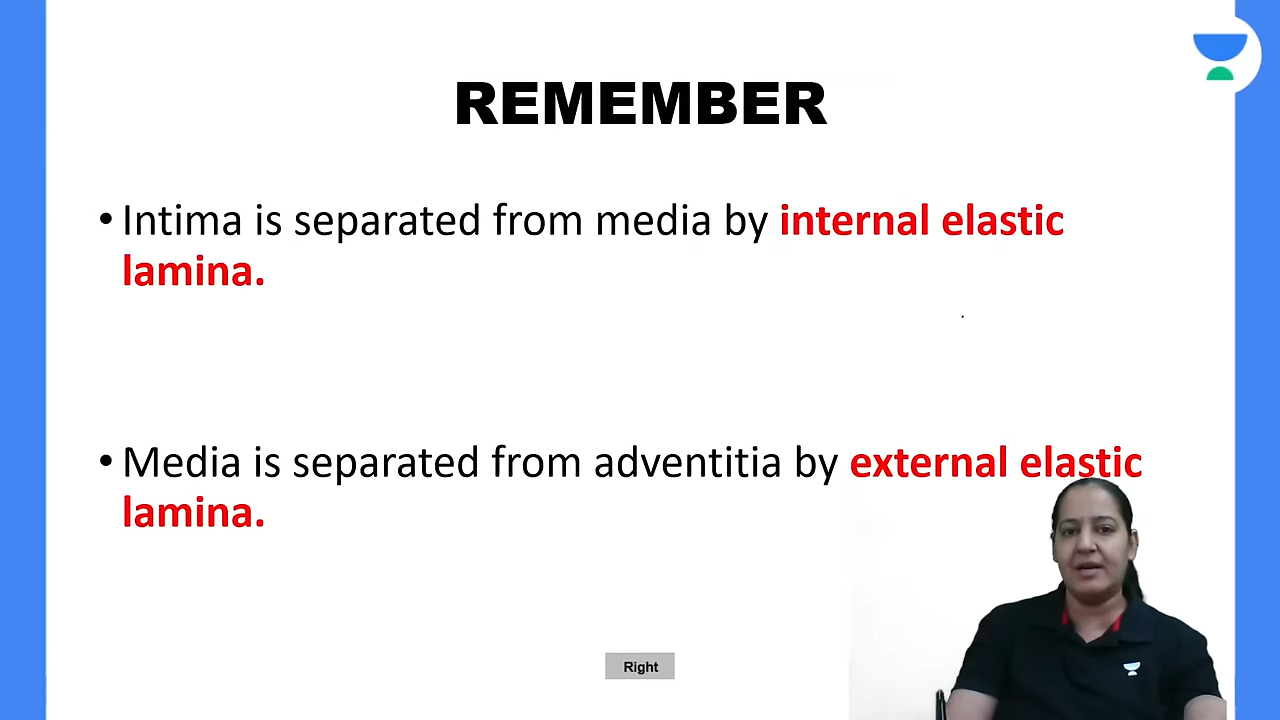 REMEMBER
• Intima is separated from media by internal elastic
lamina.
• Media is separated from adventitia by external elastic
lamina.
Right